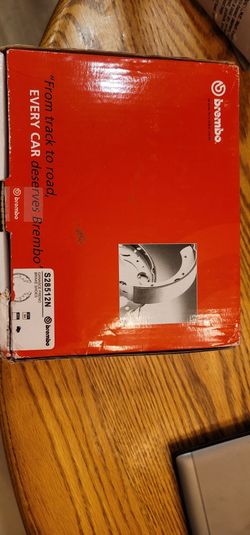 brembo.
"From track to road,
EVERY CAR deserves Brembo
brembo
S28512N
brembo